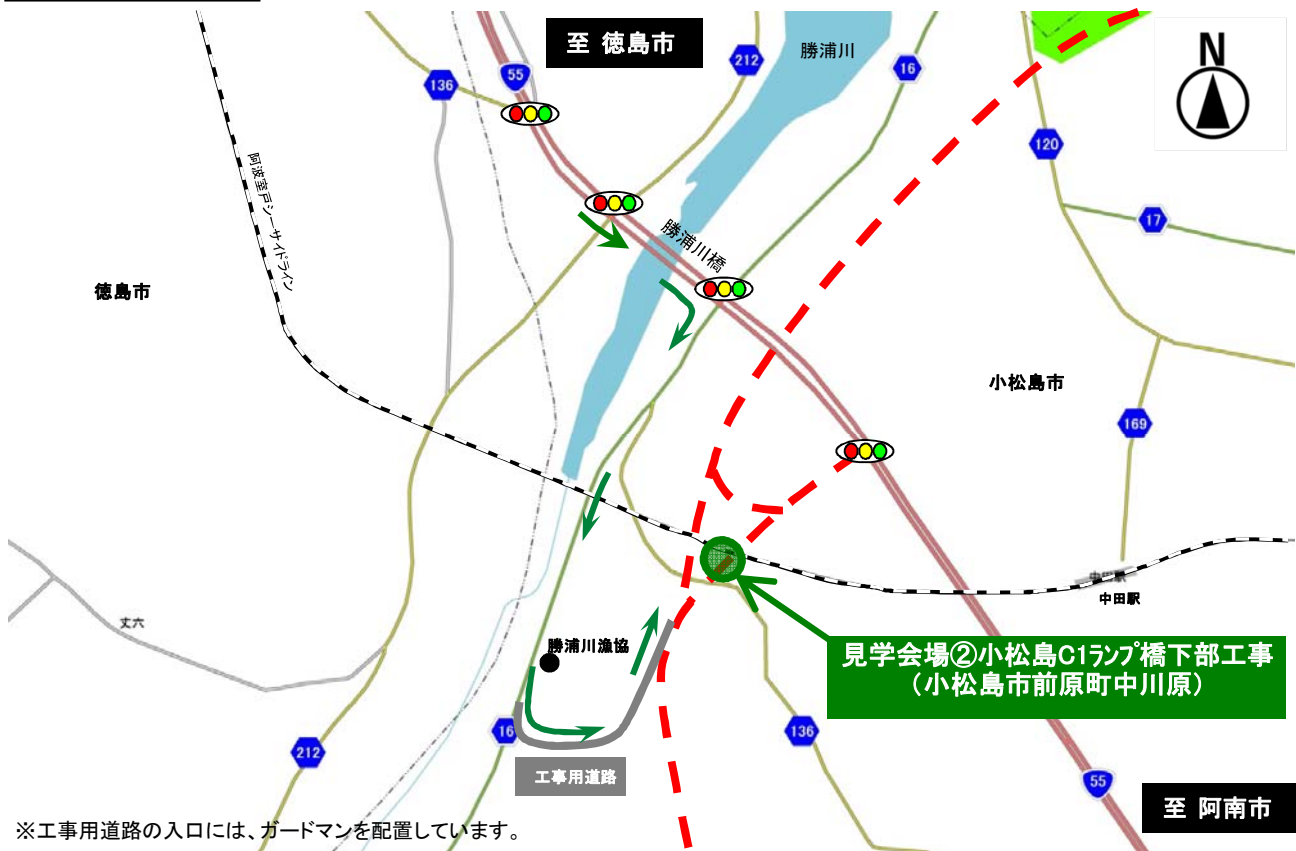 至 徳島市
勝浦川
N
55
136
212
16
120
17
阿波室戸シーサイドライン
勝浦川橋
徳島市
小松島市
169
中田駅
中田駅
丈六
勝浦川漁協
見学会場②小松島C1ランプ橋下部工事
(小松島市前原町中川原)
16
212
136
工事用道路
55
至 阿南市
※工事用道路の入口には、ガードマンを配置しています。